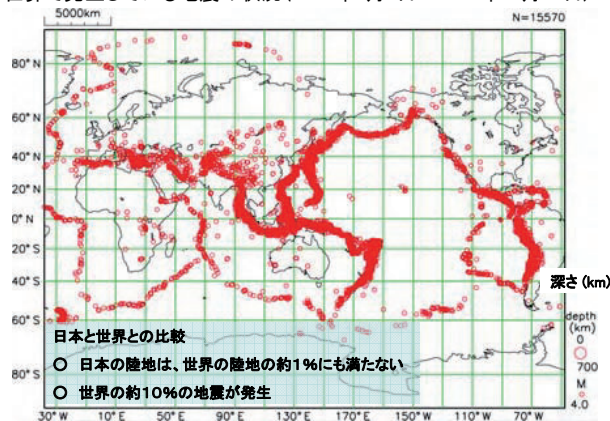 5000km
N=15570
80°N
60°N
40°N
20°N
0°N
20°S
40°S
60°S
80°S
深さ(km)
depth
(km)
0
700
M
4.0
日本と世界との比較
○ 日本の陸地は、世界の陸地の約1%にも満たない
○ 世界の約10%の地震が発生
30°W 10°E 50°E 90°E 130°E 170°E 150°W 110°W 70°W